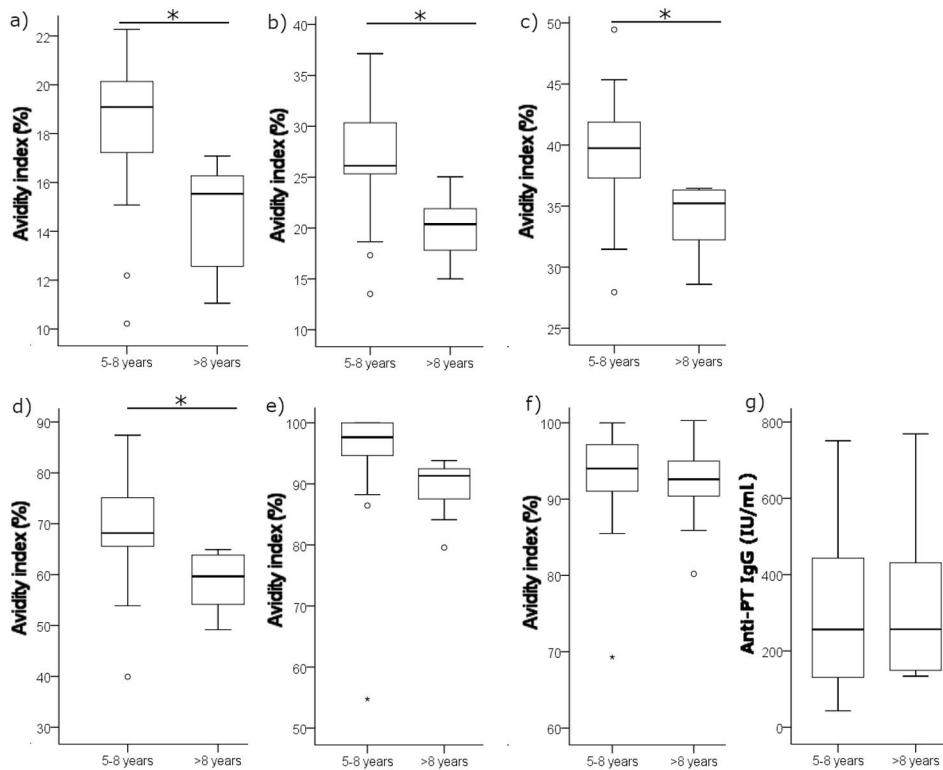 a)
*
Avidity index (%)
22
20
18
16
14
12
10
5-8 years
>8 years
b)
*
Avidity index (%)
40
35
30
25
20
15
10
5-8 years
>8 years
c)
*
Avidity index (%)
50
45
40
35
30
25
5-8 years
>8 years
d)
*
Avidity index (%)
90
80
70
60
50
40
30
5-8 years
>8 years
e)
100
90
80
70
60
50
*
5-8 years
>8 years
f)
Avidity index (%)
100
90
80
70
60
*
5-8 years
>8 years
g)
Anti-PT IgG (IU/mL)
800
600
400
200
0
5-8 years
>8 years